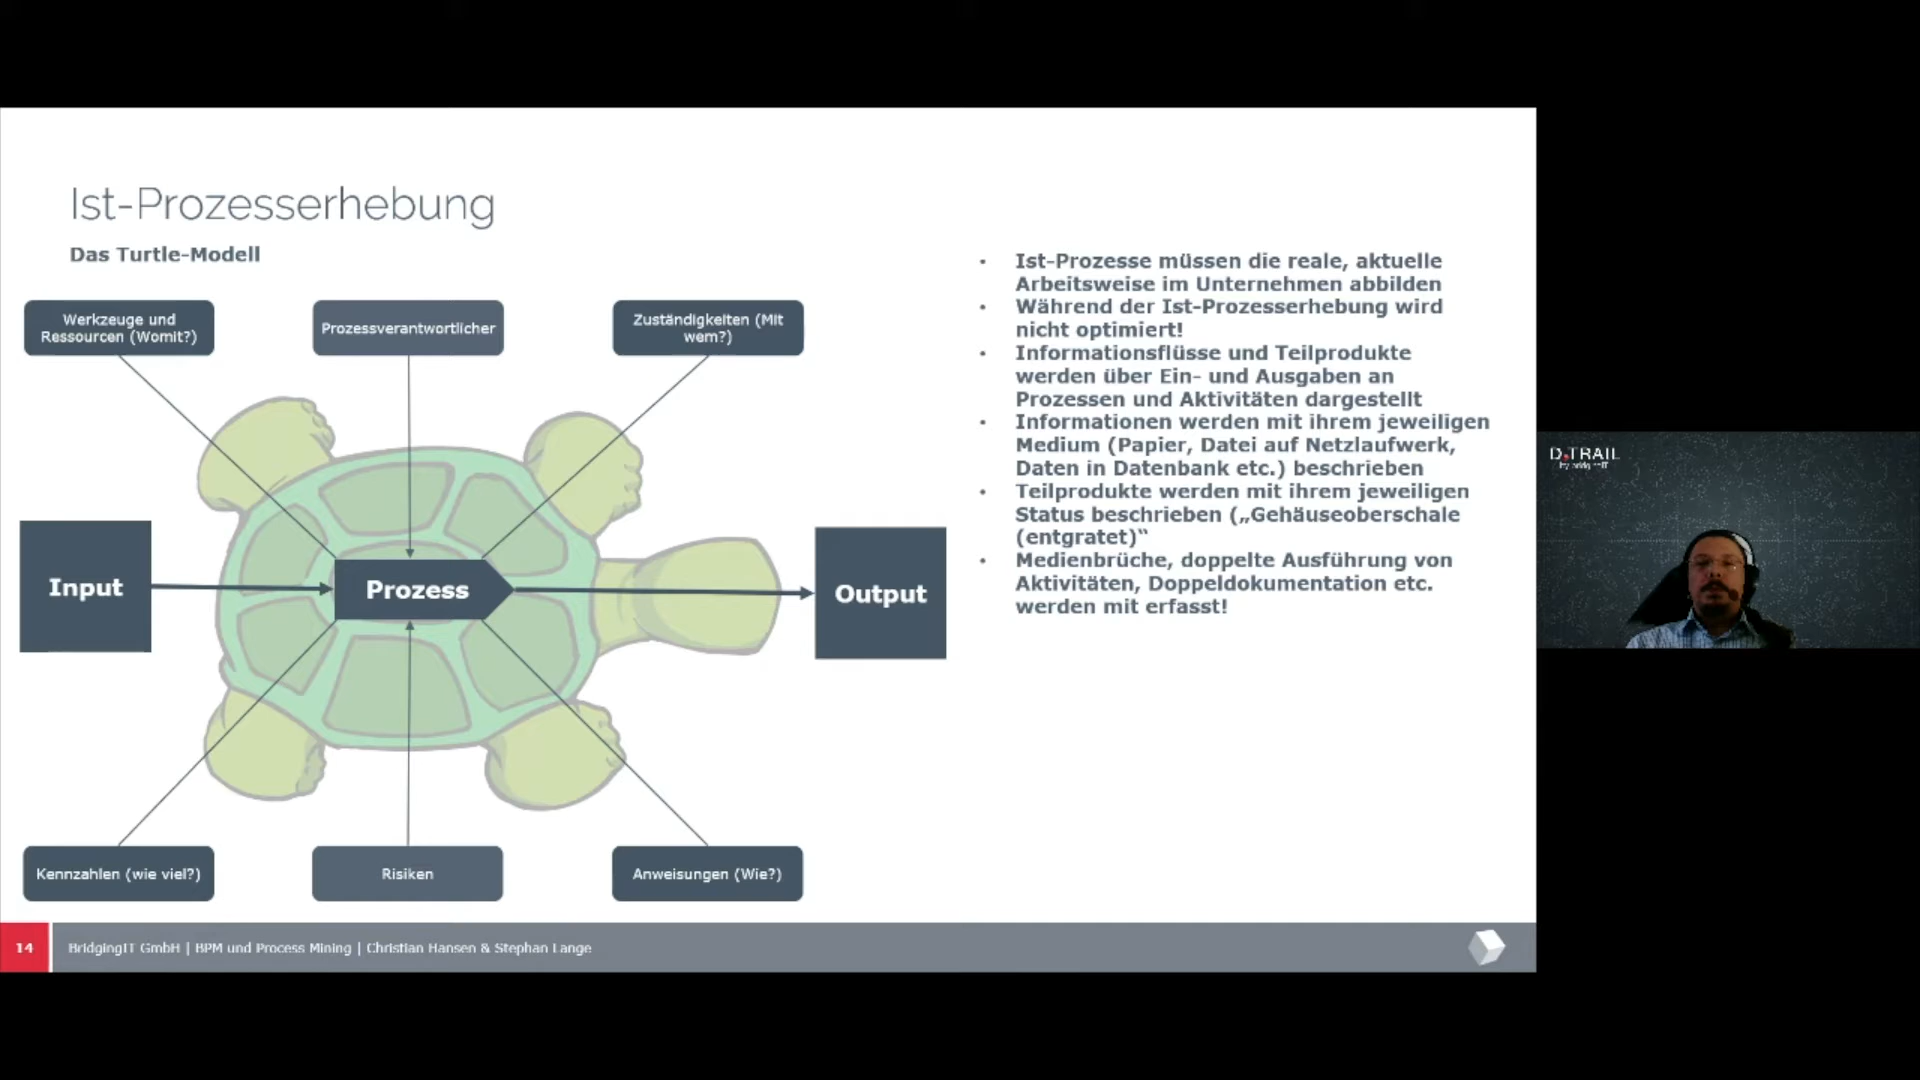 Ist-Prozesserhebung
Das Turtle-Modell
Werkzeuge und
Ressourcen (Womit?)
Prozessverantwortlicher
Zuständigkeiten (Mit
wem?)
Input
Prozess
Output
Kennzahlen (wie viel?)
Risiken
Anweisungen (Wie?)
• Ist-Prozesse müssen die reale, aktuelle
Arbeitsweise im Unternehmen abbilden
• Während der Ist-Prozesserhebung wird
nicht optimiert!
• Informationsflüsse und Teilprodukte
werden über Ein- und Ausgaben an
Prozessen und Aktivitäten dargestellt
• Informationen werden mit ihrem jeweiligen
Medium (Papier, Datei auf Netzlaufwerk,
Daten in Datenbank etc.) beschrieben
• Teilprodukte werden mit ihrem jeweiligen
Status beschrieben („Gehäuseoberschale
(entgratet)“
• Medienbrüche, doppelte Ausführung von
Aktivitäten, Doppeldokumentation etc.
werden mit erfasst!
D.TRAIL
by bridgingIT
14
BridgingIT GmbH | BPM und Process Mining | Christian Hansen & Stephan Lange